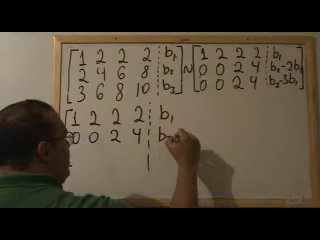 [1 2 2 2 ⋮ b₁] ~ [1 2 2 2 ⋮ b₁]
[2 4 6 8 ⋮ b₂] [0 0 2 4 ⋮ b₂-2b₁]
[3 6 8 10 ⋮ b₃] [0 0 2 4 ⋮ b₃-3b₁]
[1 2 2 2 ⋮ b₁
0 0 2 4 ⋮ b